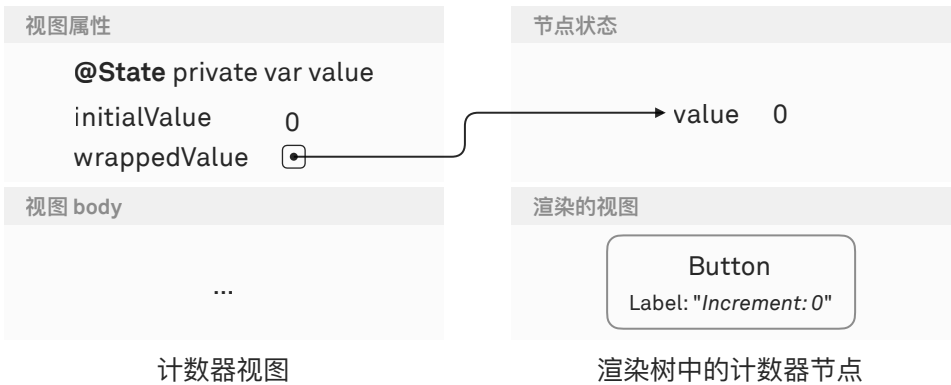 视图属性
@State private var value
initialValue 0
wrappedValue
视图 body
...
计数器视图
节点状态
value 0
渲染的视图
Button
Label: "Increment: 0"
渲染树中的计数器节点